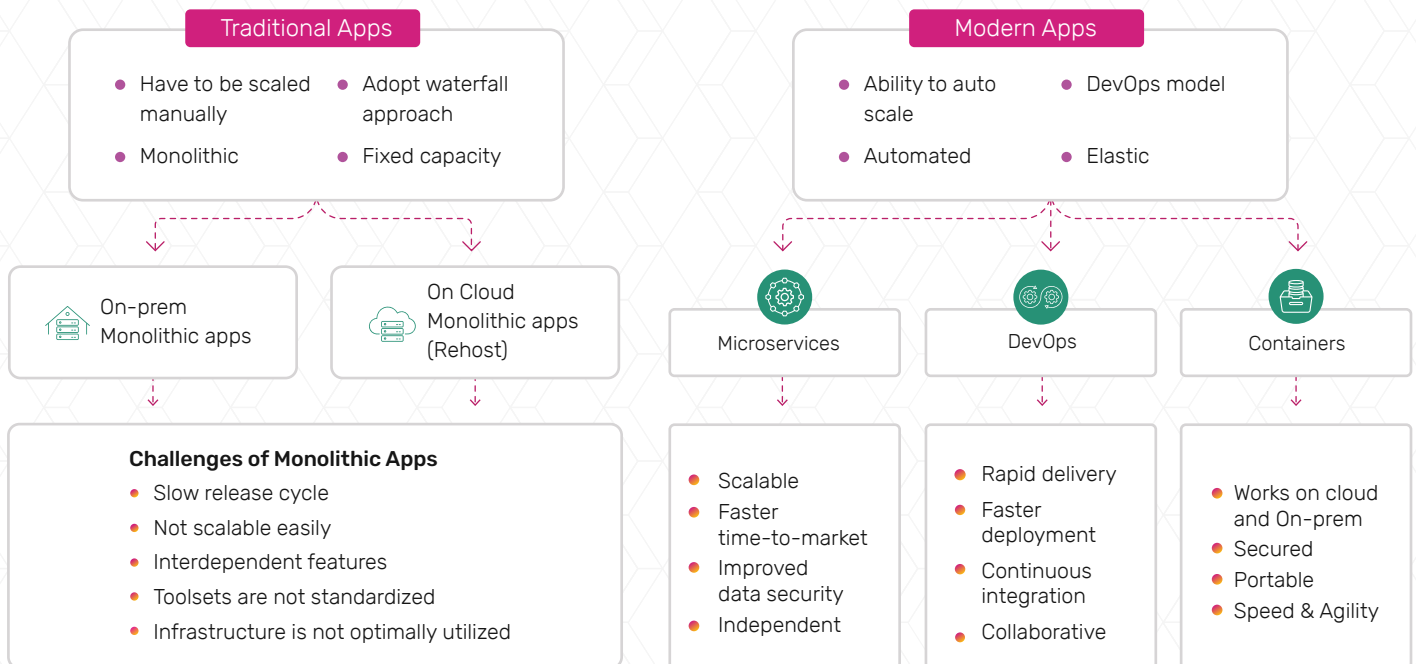 Traditional Apps
Have to be scaled
manually
Monolithic
Adopt waterfall
approach
Fixed capacity
On-prem
Monolithic apps
On Cloud
Monolithic apps
(Rehost)
Challenges of Monolithic Apps
Slow release cycle
Not scalable easily
Interdependent features
Toolsets are not standardized
Infrastructure is not optimally utilized
Modern Apps
Ability to auto
scale
Automated
DevOps model
Elastic
Microservices
Scalable
Faster
time-to-market
Improved
data security
Independent
DevOps
Rapid delivery
Faster
deployment
Continuous
integration
Collaborative
Containers
Works on cloud
and On-prem
Secured
Portable
Speed & Agility